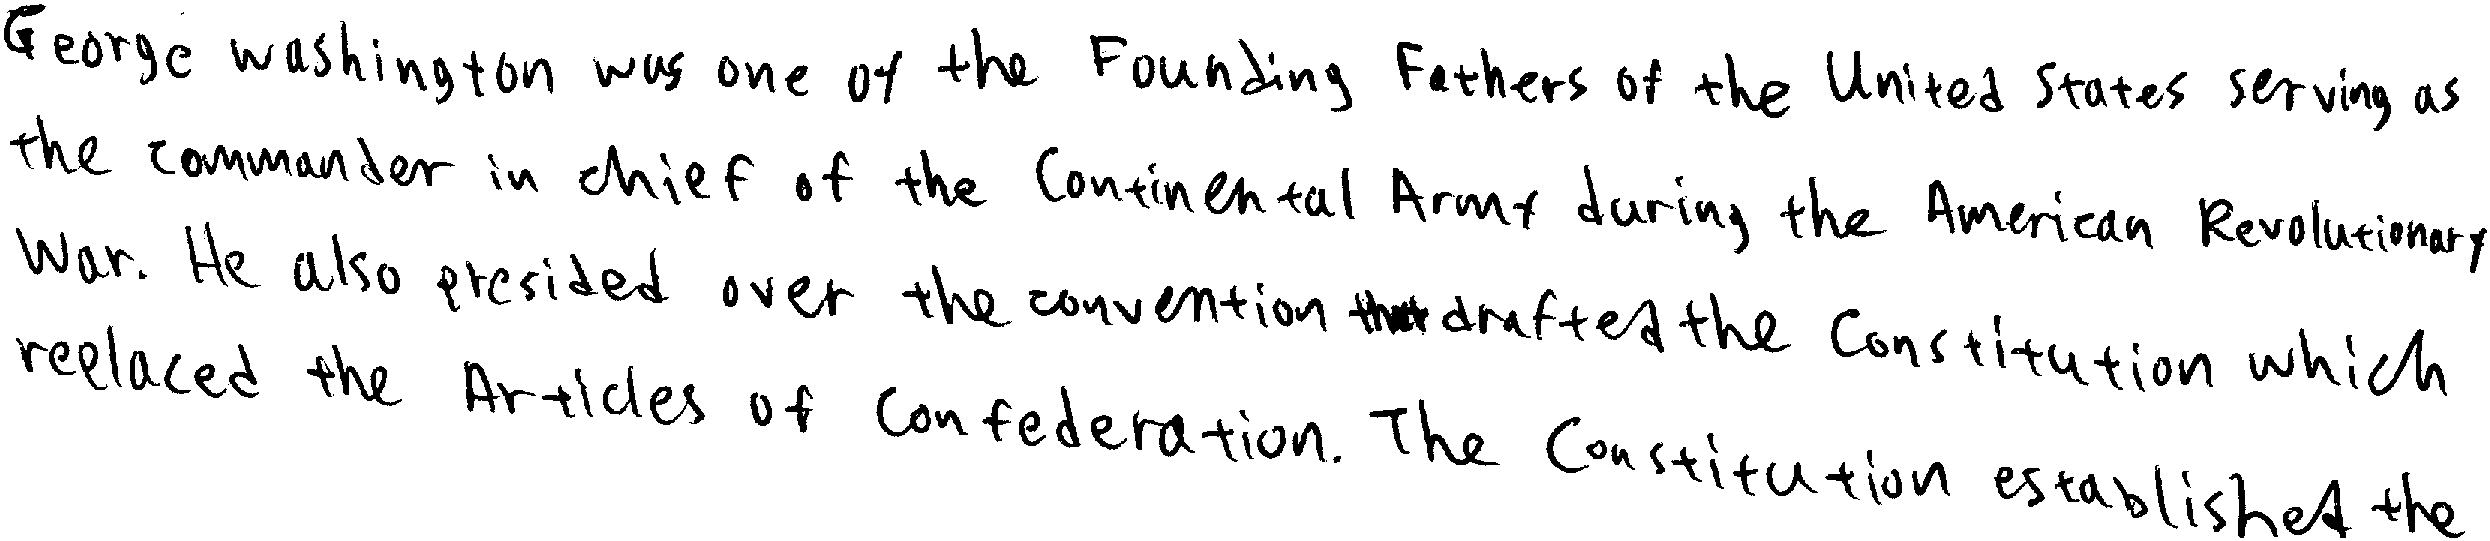 George washington was one of the Founding Fathers of the United States serving as
the commander in chief of the Continental Army during the American Revolutionary
War. He also presided over the convention that drafted the Constitution which
replaced the Articles of Confederation. The Constitution established the